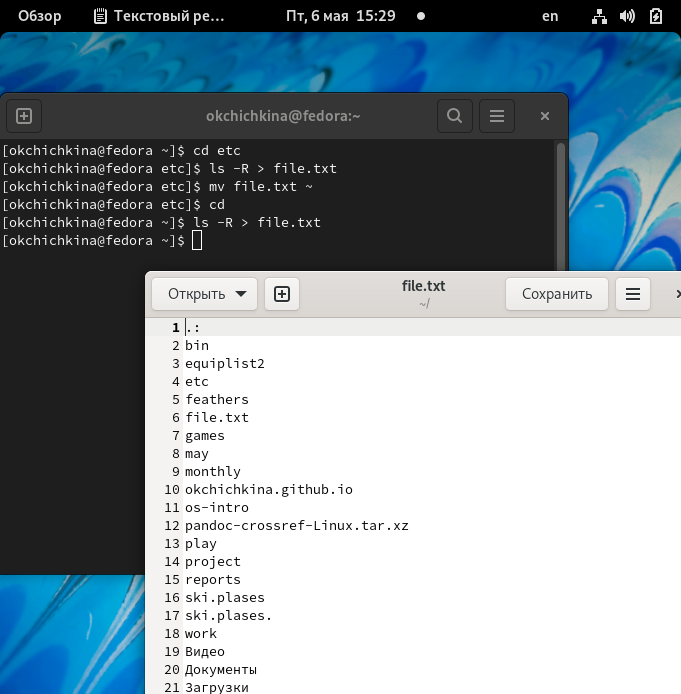 Обзор Текстовый ре... Пт, 6 мая 15:29 en
okchichkina@fedora:~
[okchichkina@fedora ~]$ cd etc
[okchichkina@fedora etc]$ ls -R > file.txt
[okchichkina@fedora etc]$ mv file.txt ~
[okchichkina@fedora etc]$ cd
[okchichkina@fedora ~]$ ls -R > file.txt
[okchichkina@fedora ~]$
Открыть file.txt Сохранить
~/
1 .:
2 bin
3 equiplist2
4 etc
5 feathers
6 file.txt
7 games
8 may
9 monthly
10 okchichkina.github.io
11 os-intro
12 pandoc-crossref-Linux.tar.xz
13 play
14 project
15 reports
16 ski.plases
17 ski.plases.
18 work
19 Видео
20 Документы
21 Загрузки